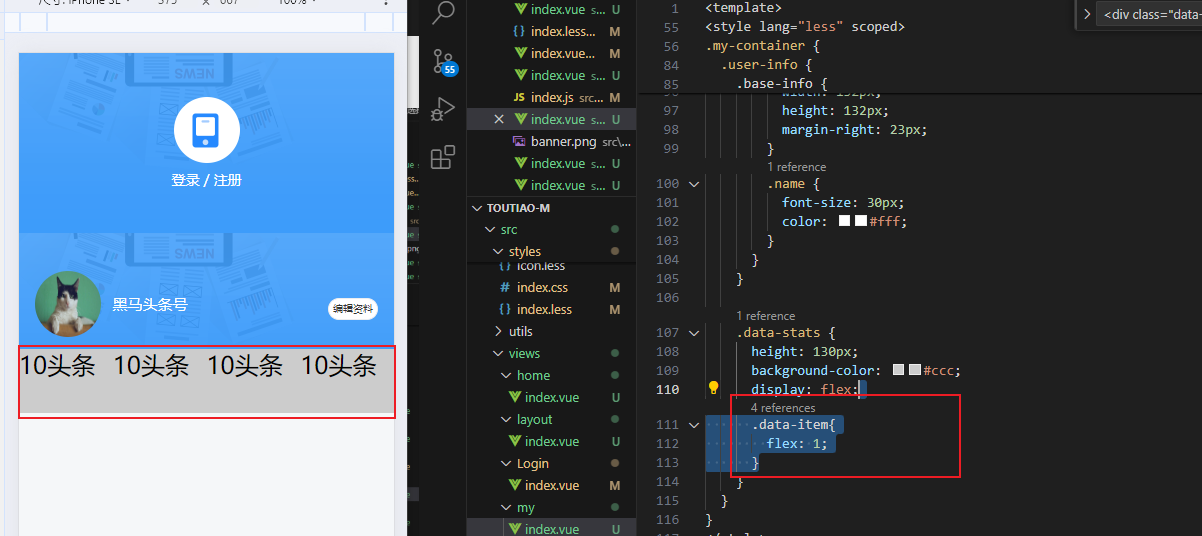 尺寸: iPhone SE 375 × 667 100%
登录 / 注册
黑马头条号
编辑资料
10头条 10头条 10头条 10头条
55
index.vue s... U
index.less... M
index.vue... M
index.vue s... U
index.js src... M
index.vue s... U
banner.png src\...
index.vue s... U
index.vue s... U
TOUTIAO-M
src
styles
icon.less
index.css M
index.less M
utils
views
home
index.vue U
layout
index.vue U
Login
index.vue M
my
index.vue U
1 <template>
55 <style lang="less" scoped>
56 .my-container {
84 .user-info {
85 .base-info {
96 width: 132px;
97 height: 132px;
98 margin-right: 23px;
99 }
1 reference
100 .name {
101 font-size: 30px;
102 color: #fff;
103 }
104 }
105 }
106
1 reference
107 .data-stats {
108 height: 130px;
109 background-color: #ccc;
110 display: flex;
4 references
111 .data-item{
112 flex: 1;
113 }
114 }
115 }
116 }
<div class="data-